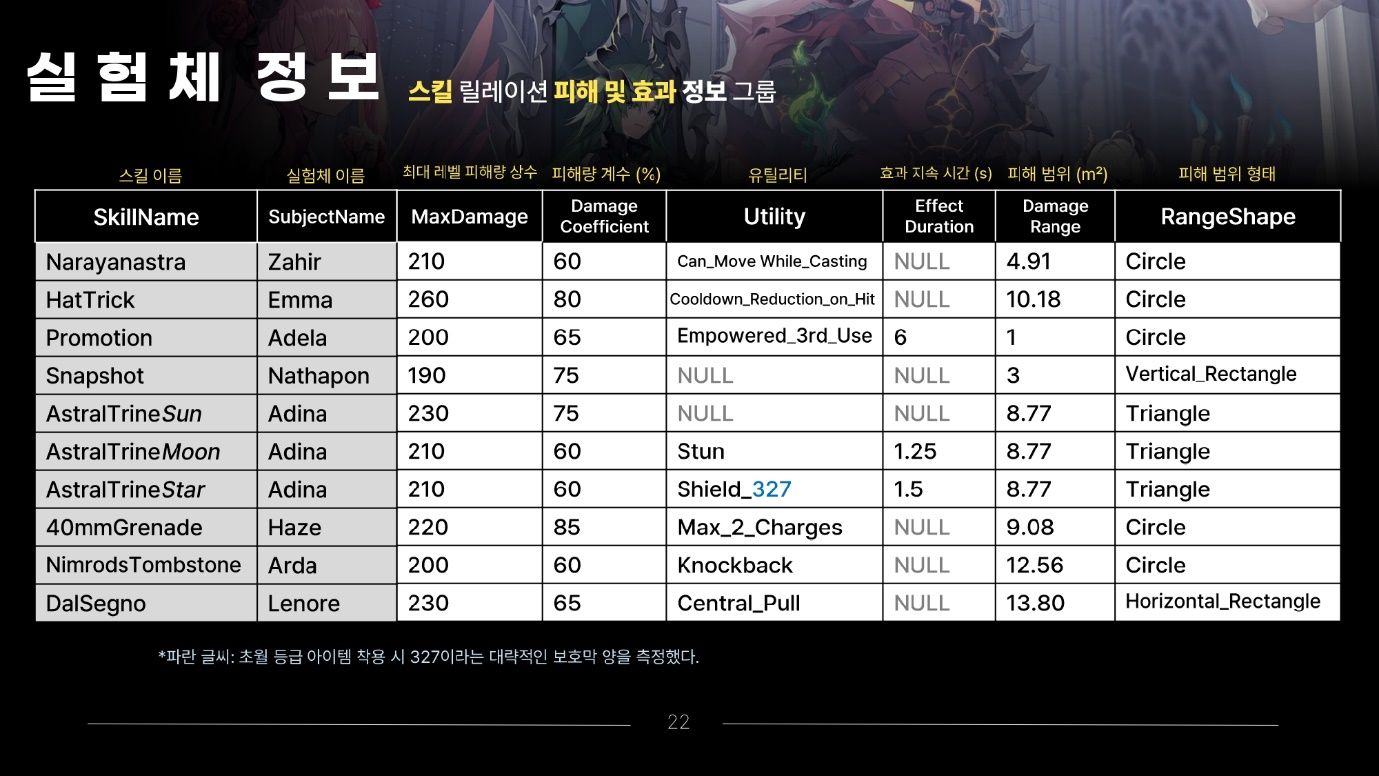 실험체 정보 스킬 릴레이션 피해 및 효과 정보 그룹
스킬 이름 실험체 이름 최대 레벨 피해량 상수 피해량 계수 (%) 유틸리티 효과 지속 시간 (s) 피해 범위 (m²) 피해 범위 형태
SkillName SubjectName MaxDamage Damage Coefficient Utility Effect Duration Damage Range RangeShape
Narayanastra Zahir 210 60 Can_Move While_Casting NULL 4.91 Circle
HatTrick Emma 260 80 Cooldown_Reduction_on_Hit NULL 10.18 Circle
Promotion Adela 200 65 Empowered_3rd_Use 6 1 Circle
Snapshot Nathapon 190 75 NULL NULL 3 Vertical_Rectangle
AstralTrineSun Adina 230 75 NULL NULL 8.77 Triangle
AstralTrineMoon Adina 210 60 Stun 1.25 8.77 Triangle
AstralTrineStar Adina 210 60 Shield_327 1.5 8.77 Triangle
40mmGrenade Haze 220 85 Max_2_Charges NULL 9.08 Circle
NimrodsTombstone Arda 200 60 Knockback NULL 12.56 Circle
DalSegno Lenore 230 65 Central_Pull NULL 13.80 Horizontal_Rectangle
*파란 글씨: 초월 등급 아이템 착용 시 327이라는 대략적인 보호막 양을 측정했다.
22